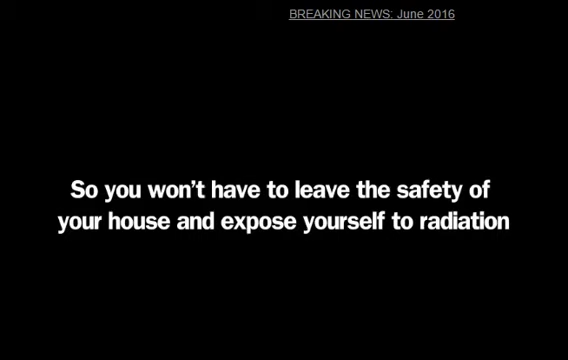 BREAKING NEWS: June 2016
So you won't have to leave the safety of
your house and expose yourself to radiation